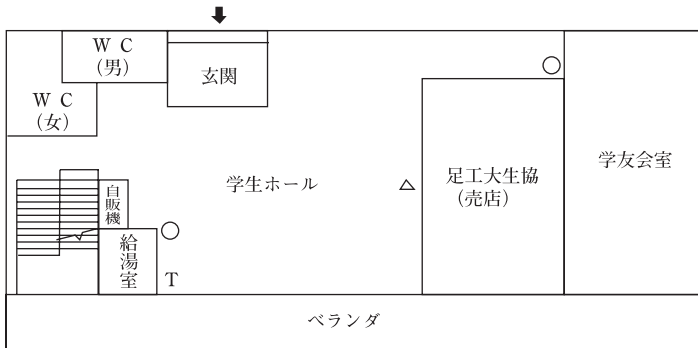 WC
（男）
玄関
WC
（女）
学友会室
足工大生協
（売店）
学生ホール
自販機
給湯室
T
ベランダ